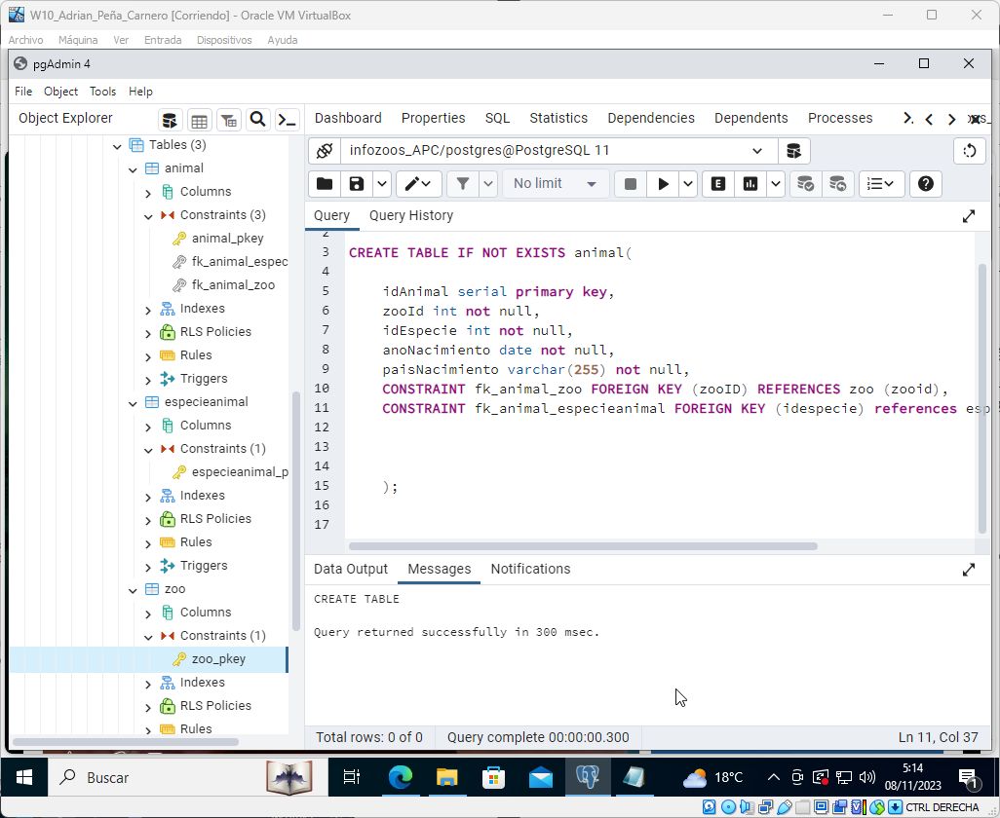 W10_Adrian_Peña_Carnero [Corriendo] - Oracle VM VirtualBox
Archivo Máquina Ver Entrada Dispositivos Ayuda
pgAdmin 4
File Object Tools Help
Object Explorer
Dashboard Properties SQL Statistics Dependencies Dependents Processes
Tables (3)
animal
Columns
Constraints (3)
animal_pkey
fk_animal_espec
fk_animal_zoo
Indexes
RLS Policies
Rules
Triggers
especieanimal
Columns
Constraints (1)
especieanimal_p
Indexes
RLS Policies
Rules
Triggers
zoo
Columns
Constraints (1)
zoo_pkey
Indexes
RLS Policies
Rules
infozoos_APC/postgres@PostgreSQL 11
No limit
E
Query Query History
2
3 CREATE TABLE IF NOT EXISTS animal(
4
5 idAnimal serial primary key,
6 zooId int not null,
7 idEspecie int not null,
8 anoNacimiento date not null,
9 paisNacimiento varchar(255) not null,
10 CONSTRAINT fk_animal_zoo FOREIGN KEY (zooID) REFERENCES zoo (zooid),
11 CONSTRAINT fk_animal_especieanimal FOREIGN KEY (idespecie) references esp
12
13
14
15 );
16
17
Data Output Messages Notifications
CREATE TABLE
Query returned successfully in 300 msec.
Total rows: 0 of 0 Query complete 00:00:00.300 Ln 11, Col 37
Buscar
18°C
5:14
08/11/2023
1
CTRL DERECHA